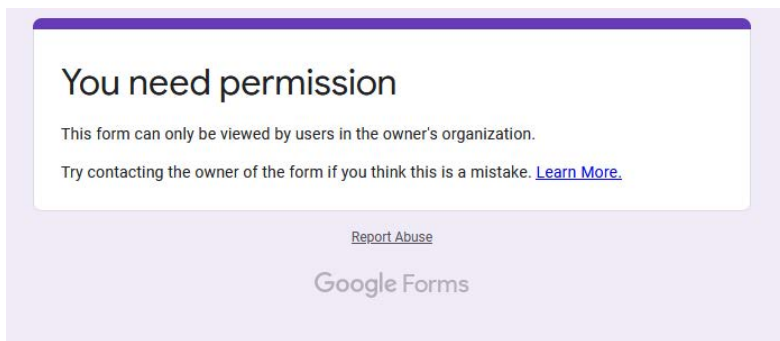 You need permission
This form can only be viewed by users in the owner's organization.
Try contacting the owner of the form if you think this is a mistake. Learn More.
Report Abuse
Google Forms